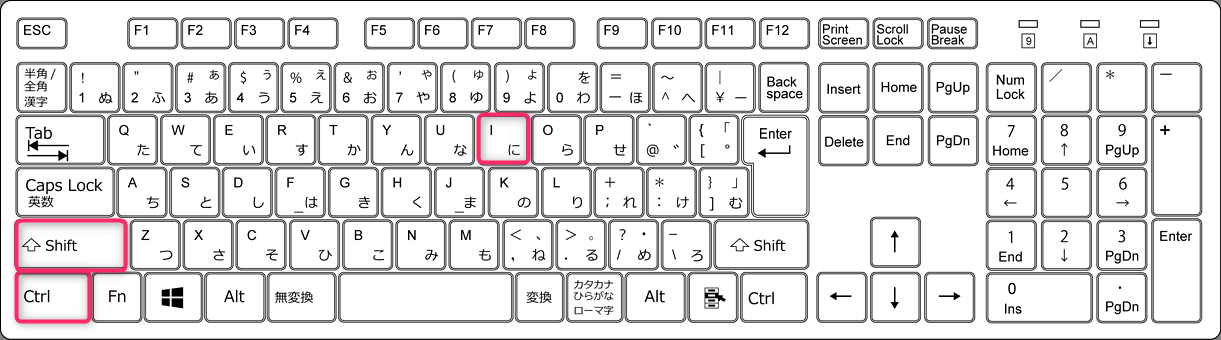 ESC F1 F2 F3 F4 F5 F6 F7 F8 F9 F10 F11 F12 Print Screen Scroll Lock Pause Break 9 A ↓
半角/全角 漢字 ! 1 ぬ " 2 ふ # ぁ 3 あ $ ぅ 4 う % ぇ 5 え & ぉ 6 お ' ゃ 7 や ( ゅ 8 ゆ ) ょ 9 よ を 0 わ = － ほ ～ ^ へ | ¥ ー Back space Insert Home PgUp Num Lock ／ ＊ －
Tab Q た W て E い R す T か Y ん U な I に O ら P せ ` @ ゛ { 「 [ ° Enter Delete End PgDn 7 Home 8 ↑ 9 PgUp +
Caps Lock 英数 A ち S と D し F _ は G き H く J _ ま K の L り + ; れ * : け } 」 ] む 4 ← 5 6 →
Shift Z つ X さ C そ V ひ B こ N み M も < 、 , ね > 。 . る ? ・ / め _ \ ろ Shift ↑ 1 End 2 ↓ 3 PgDn Enter
Ctrl Fn Alt 無変換 変換 カタカナ ひらがな ローマ字 Alt Ctrl ← ↓ → 0 Ins . PgDn